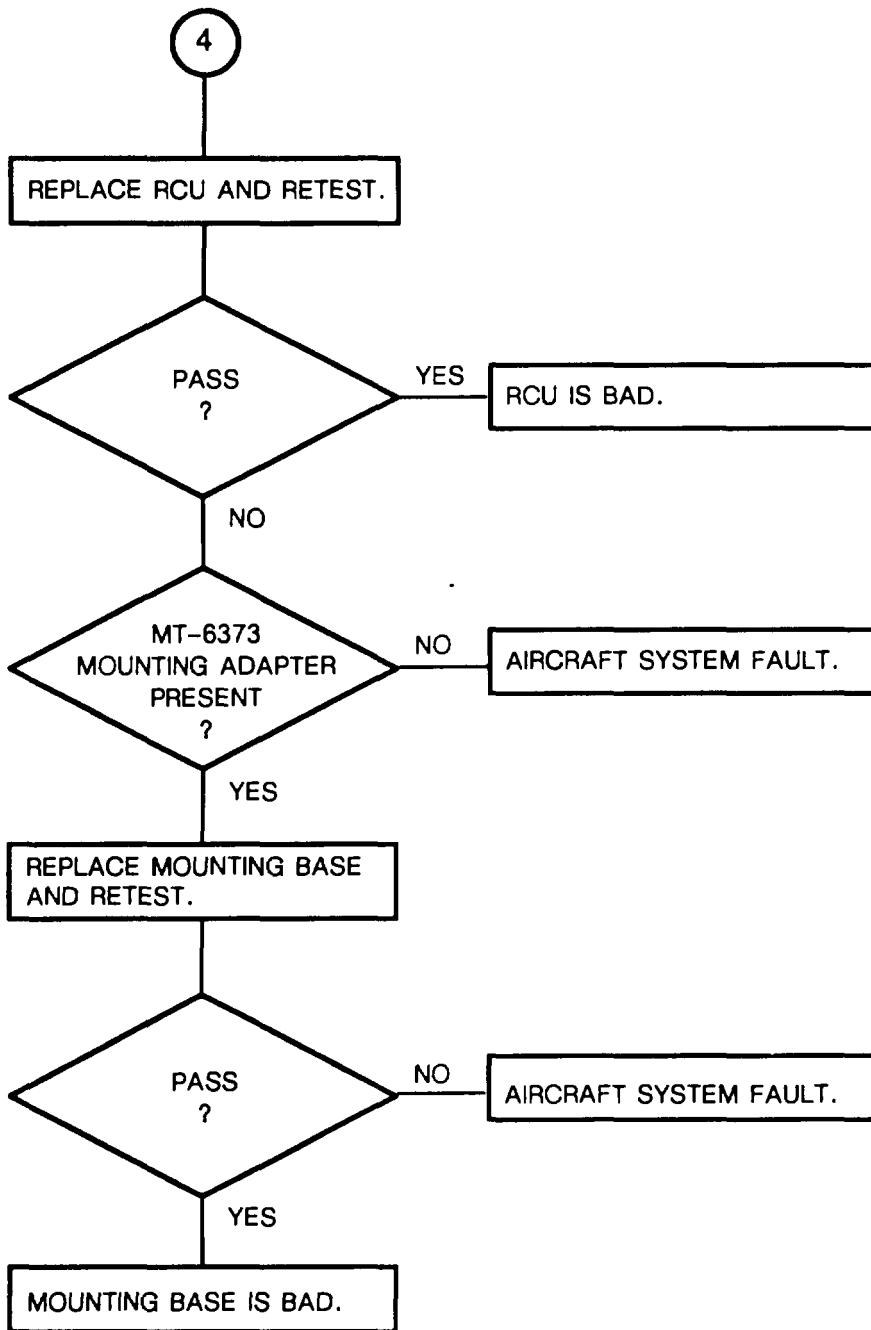 4
REPLACE RCU AND RETEST.
PASS
?
YES
RCU IS BAD.
NO
MT-6373
MOUNTING ADAPTER
PRESENT
?
NO
AIRCRAFT SYSTEM FAULT.
YES
REPLACE MOUNTING BASE
AND RETEST.
PASS
?
NO
AIRCRAFT SYSTEM FAULT.
YES
MOUNTING BASE IS BAD.